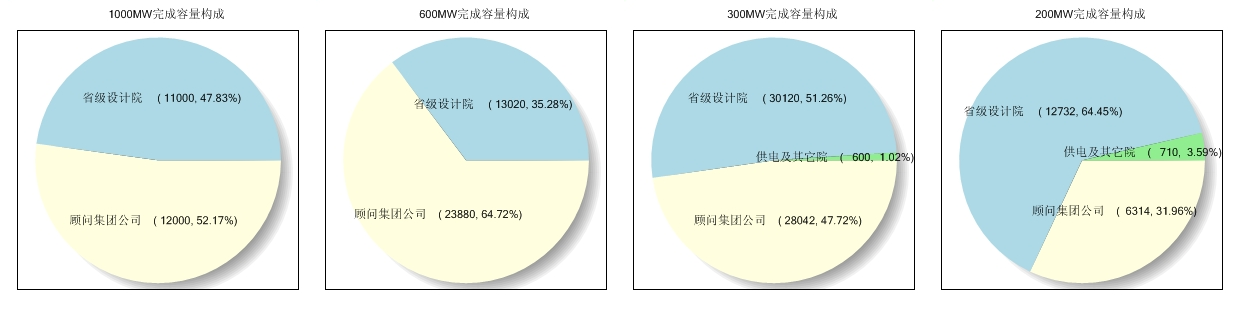 1000MW完成容量构成
省级设计院 ( 11000, 47.83%)
顾问集团公司 ( 12000, 52.17%)
600MW完成容量构成
省级设计院 ( 13020, 35.28%)
顾问集团公司 ( 23880, 64.72%)
300MW完成容量构成
省级设计院 ( 30120, 51.26%)
供电及其它院 ( 600, 1.02%)
顾问集团公司 ( 28042, 47.72%)
200MW完成容量构成
省级设计院 ( 12732, 64.45%)
供电及其它院 ( 710, 3.59%)
顾问集团公司 ( 6314, 31.96%)